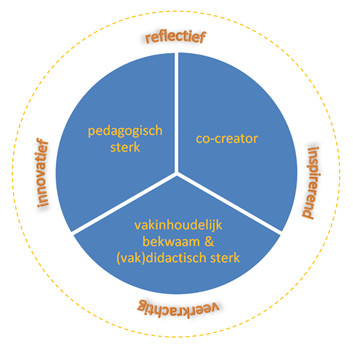 reflectief
pedagogisch
sterk
co-creator
innovatief
inspirerend
vakinhoudelijk
bekwaam &
(vak)didactisch sterk
veerkrachtig